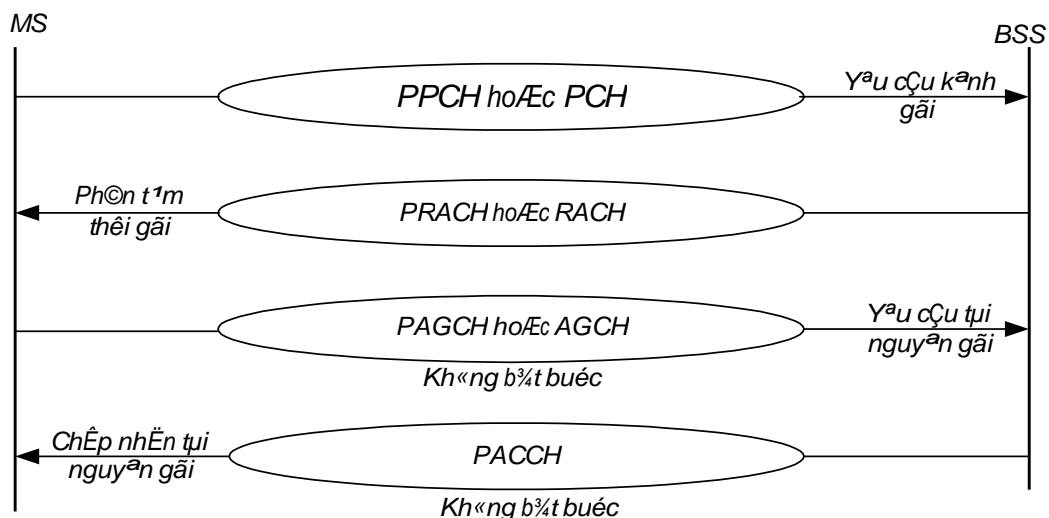 MS
BSS
PPCH hoÆc PCH
Yªu cÇu kªnh
gãi
Ph©n t¹m
thêi gãi
PRACH hoÆc RACH
PAGCH hoÆc AGCH
Yªu cÇu tµi
nguyªn gãi
Kh«ng b¾t buéc
ChÊp nhËn tµi
nguyªn gãi
PACCH
Kh«ng b¾t buéc